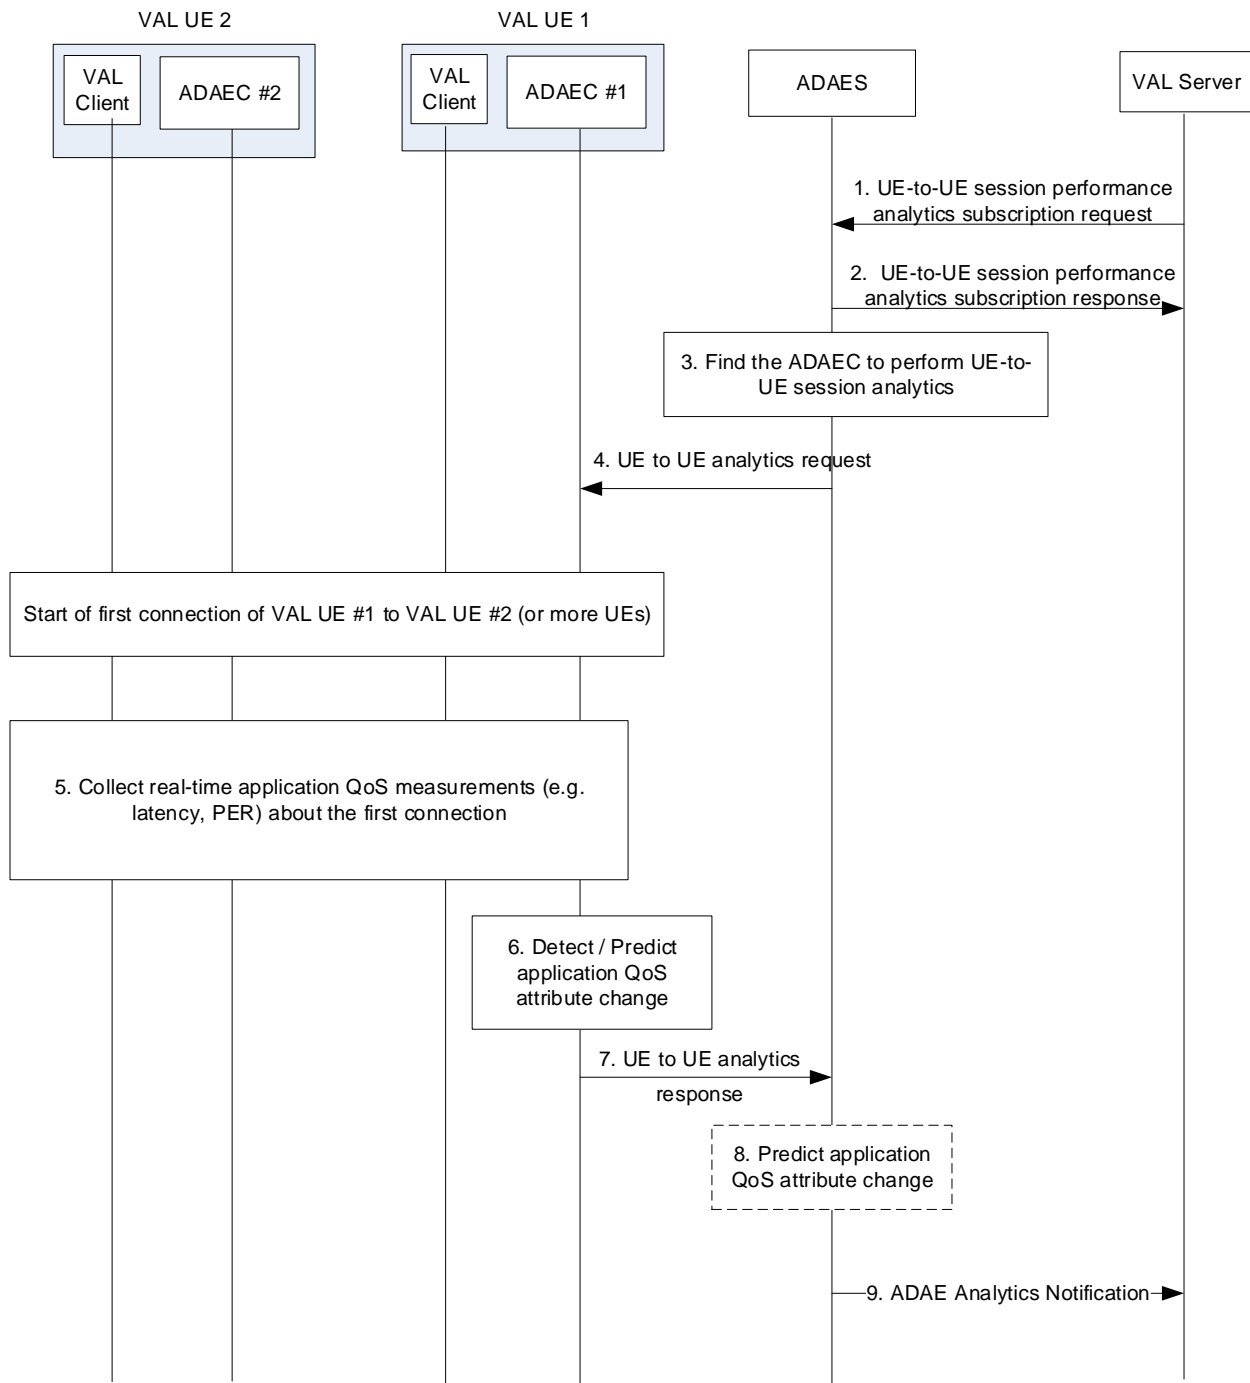 VAL UE 2
VAL UE 1
VAL
Client
ADAEC #2
VAL
Client
ADAEC #1
ADAES
VAL Server
1. UE-to-UE session performance
analytics subscription request
2. UE-to-UE session performance
analytics subscription response
3. Find the ADAEC to perform UE-to-
UE session analytics
4. UE to UE analytics request
Start of first connection of VAL UE #1 to VAL UE #2 (or more UEs)
5. Collect real-time application QoS measurements (e.g.
latency, PER) about the first connection
6. Detect / Predict
application QoS
attribute change
7. UE to UE analytics
response
8. Predict application
QoS attribute change
9. ADAE Analytics Notification